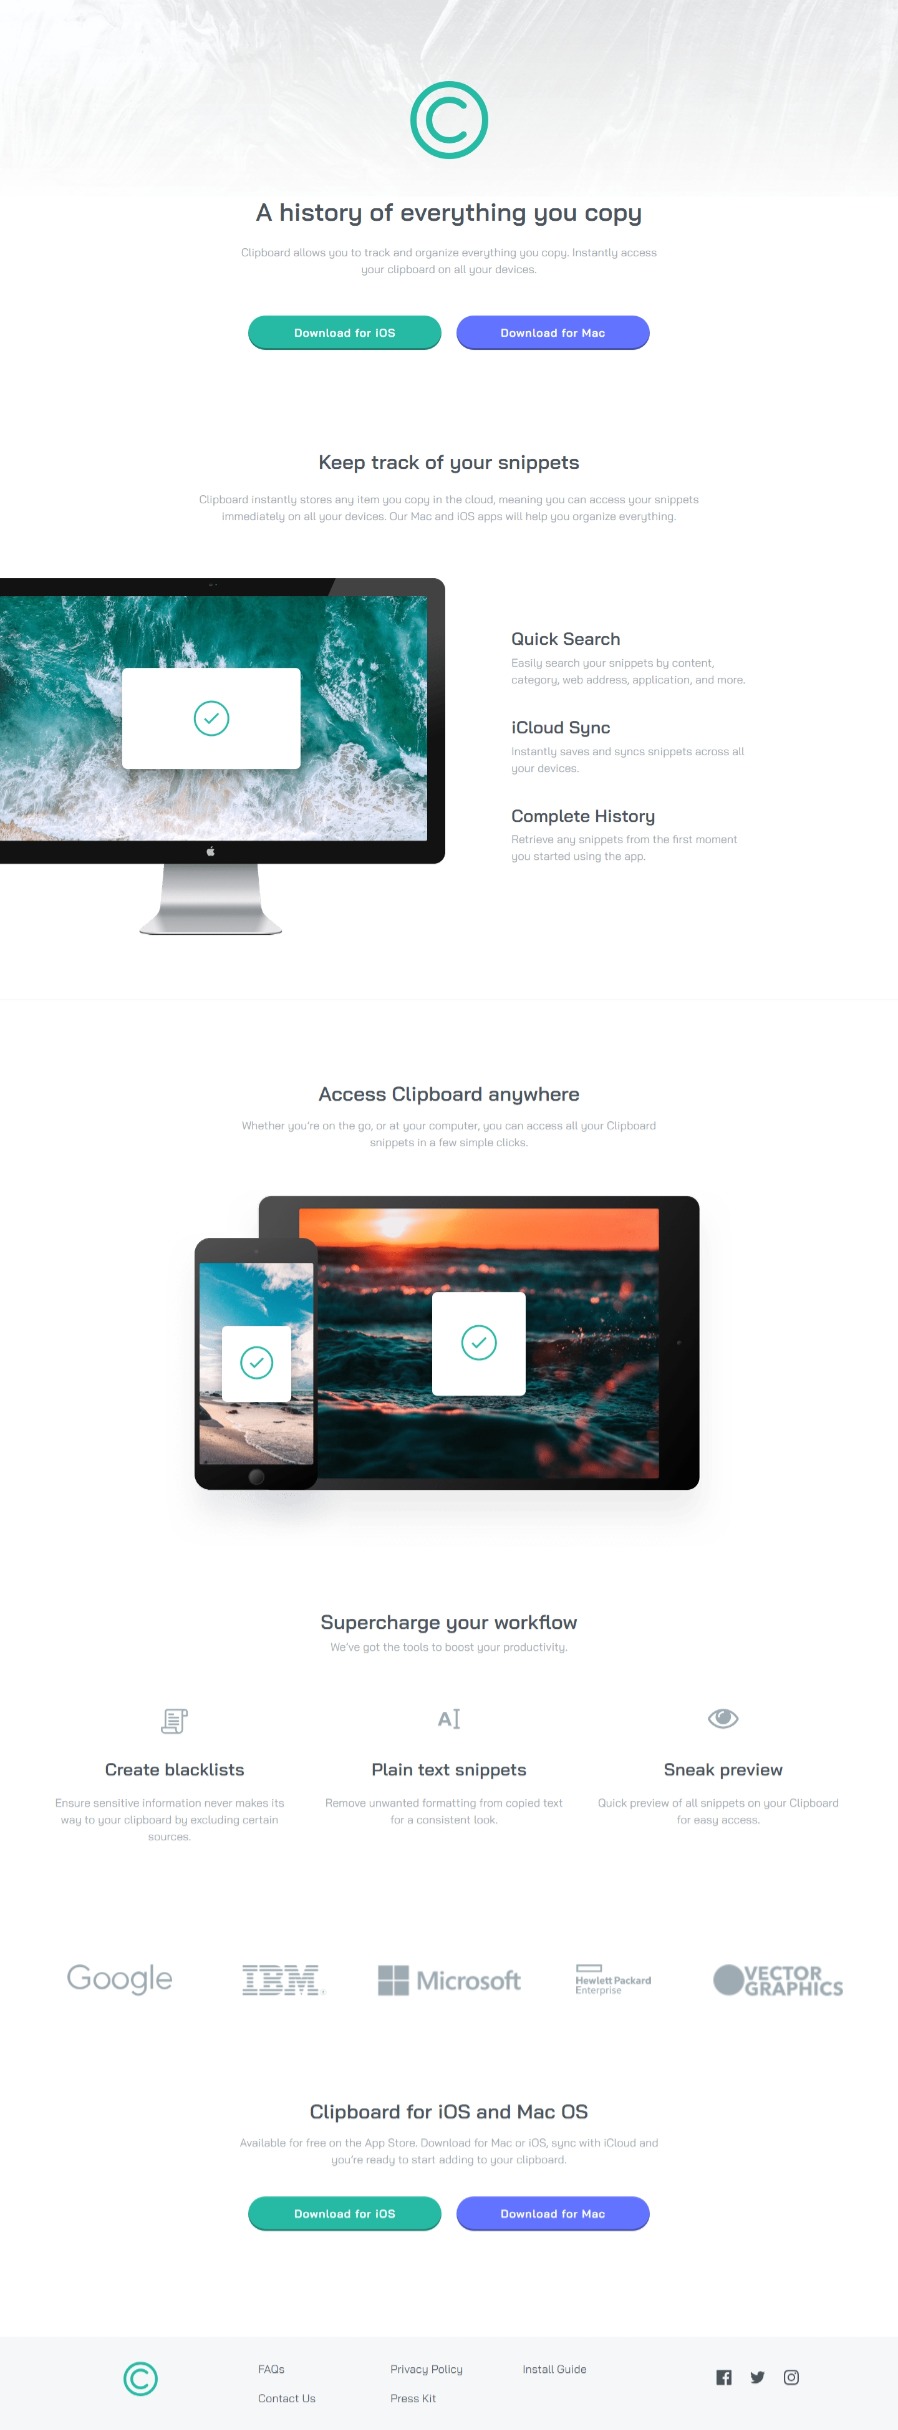 A history of everything you copy
Clipboard allows you to track and organize everything you copy. Instantly access
your clipboard on all your devices.
Download for iOS
Download for Mac
Keep track of your snippets
Clipboard instantly stores any item you copy in the cloud, meaning you can access your snippets
immediately on all your devices. Our Mac and iOS apps will help you organize everything.
Quick Search
Easily search your snippets by content,
category, web address, application, and more.
iCloud Sync
Instantly saves and syncs snippets across all
your devices.
Complete History
Retrieve any snippets from the first moment
you started using the app.
Access Clipboard anywhere
Whether you're on the go, or at your computer, you can access all your Clipboard
snippets in a few simple clicks.
Supercharge your workflow
We've got the tools to boost your productivity.
Create blacklists
Ensure sensitive information never makes its
way to your clipboard by excluding certain
sources.
Plain text snippets
Remove unwanted formatting from copied text
for a consistent look.
Sneak preview
Quick preview of all snippets on your Clipboard
for easy access.
Google
IBM
Microsoft
Hewlett Packard
Enterprise
VECTOR
GRAPHICS
Clipboard for iOS and Mac OS
Available for free on the App Store. Download for Mac or iOS, sync with iCloud and
you're ready to start adding to your clipboard.
Download for iOS
Download for Mac
FAQs
Contact Us
Privacy Policy
Press Kit
Install Guide